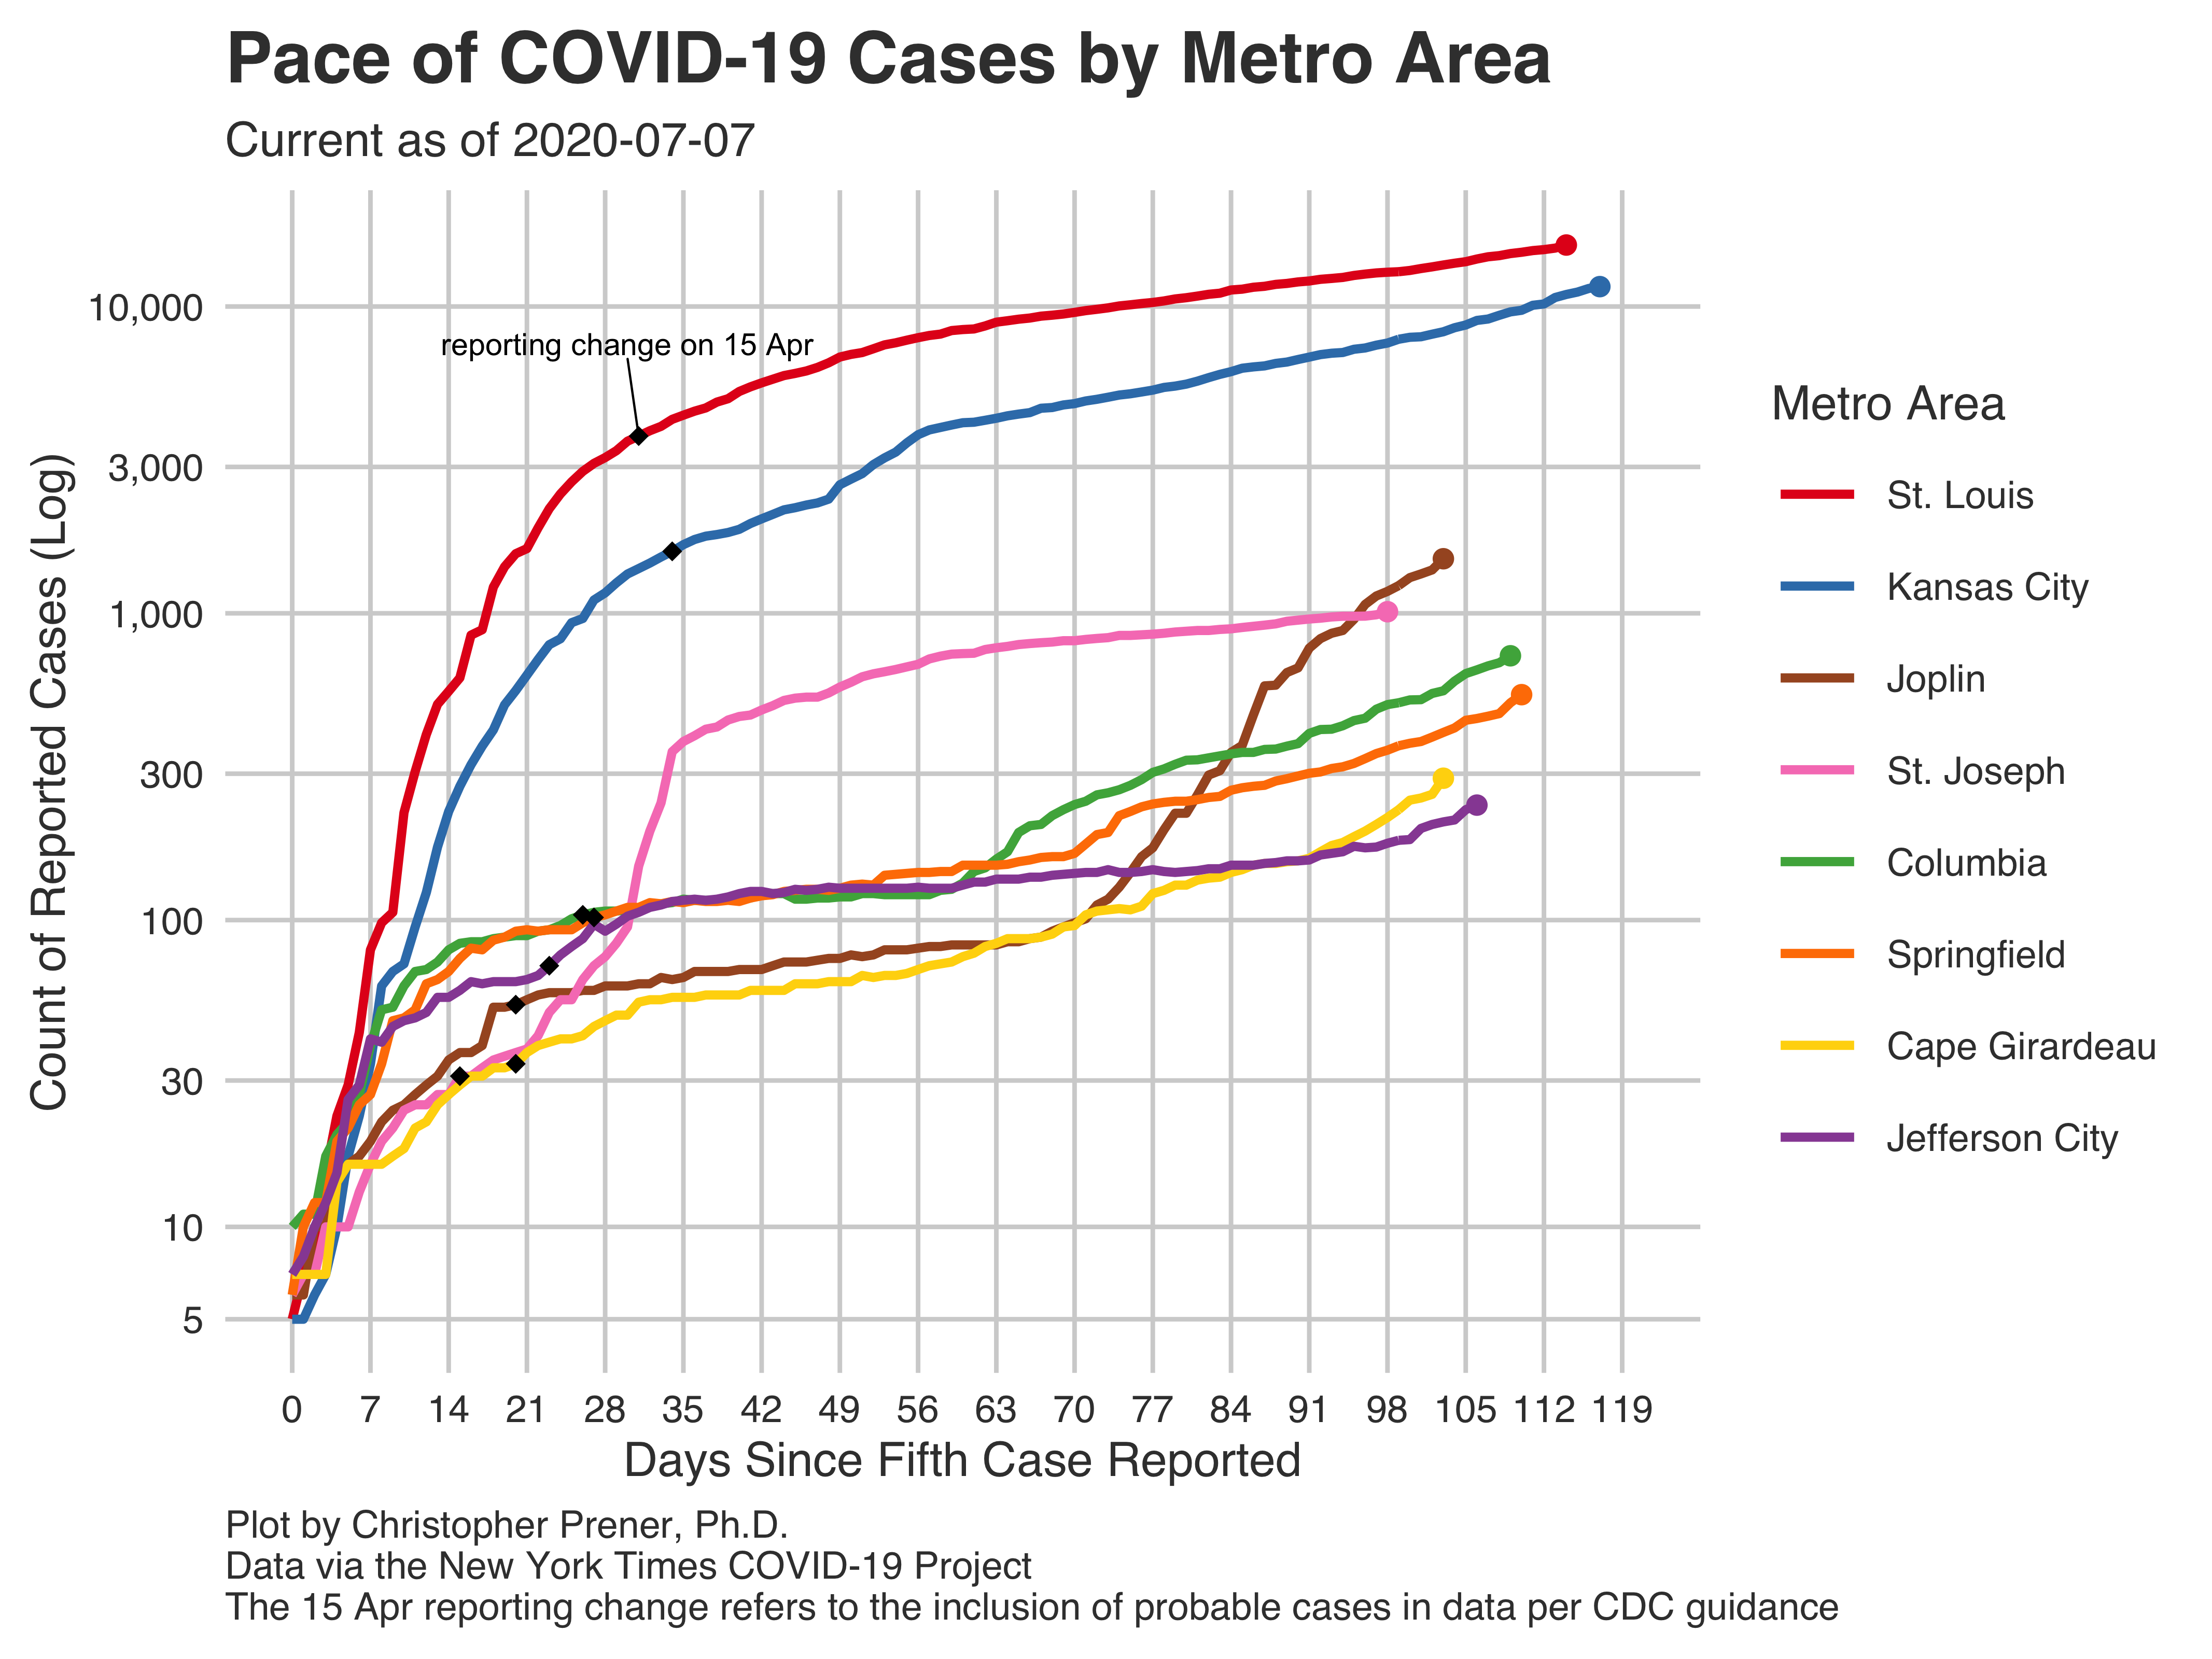 Pace of COVID-19 Cases by Metro Area
Current as of 2020-07-07
Count of Reported Cases (Log)
10,000
3,000
1,000
300
100
30
10
5
reporting change on 15 Apr
0 7 14 21 28 35 42 49 56 63 70 77 84 91 98 105 112 119
Days Since Fifth Case Reported
Metro Area
St. Louis
Kansas City
Joplin
St. Joseph
Columbia
Springfield
Cape Girardeau
Jefferson City
Plot by Christopher Prener, Ph.D.
Data via the New York Times COVID-19 Project
The 15 Apr reporting change refers to the inclusion of probable cases in data per CDC guidance